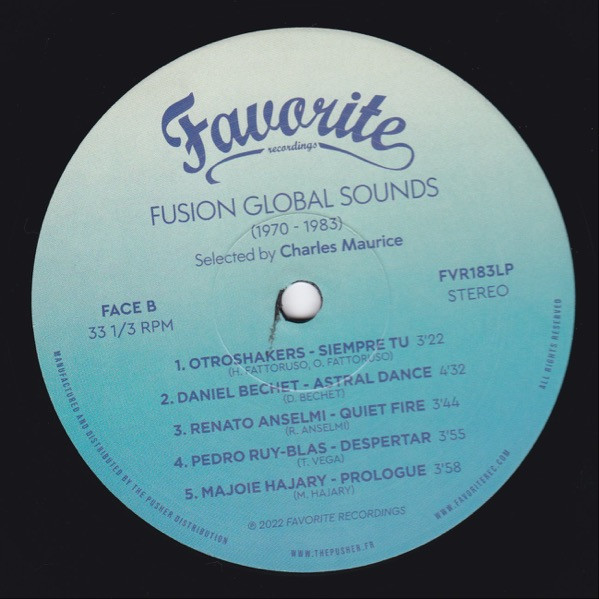 Favorite
recordings
FUSION GLOBAL SOUNDS
(1970 - 1983)
Selected by Charles Maurice
FACE B
33 1/3 RPM
FVR183LP
STEREO
1. OTROSHAKERS - SIEMPRE TU 3'22
(H. FATTORUSO, O. FATTORUSO)
2. DANIEL BECHET - ASTRAL DANCE 4'32
(D. BECHET)
3. RENATO ANSELMI - QUIET FIRE 3'44
(R. ANSELMI)
4. PEDRO RUY-BLAS - DESPERTAR 3'55
(T. VEGA)
5. MAJOIE HAJARY - PROLOGUE 3'58
(M. HAJARY)
℗ 2022 FAVORITE RECORDINGS
MANUFACTURED AND DISTRIBUTED BY THE PUSHER DISTRIBUTION
WWW.THEPUSHER.FR
WWW.FAVORITEREC.COM
ALL RIGHTS RESERVED